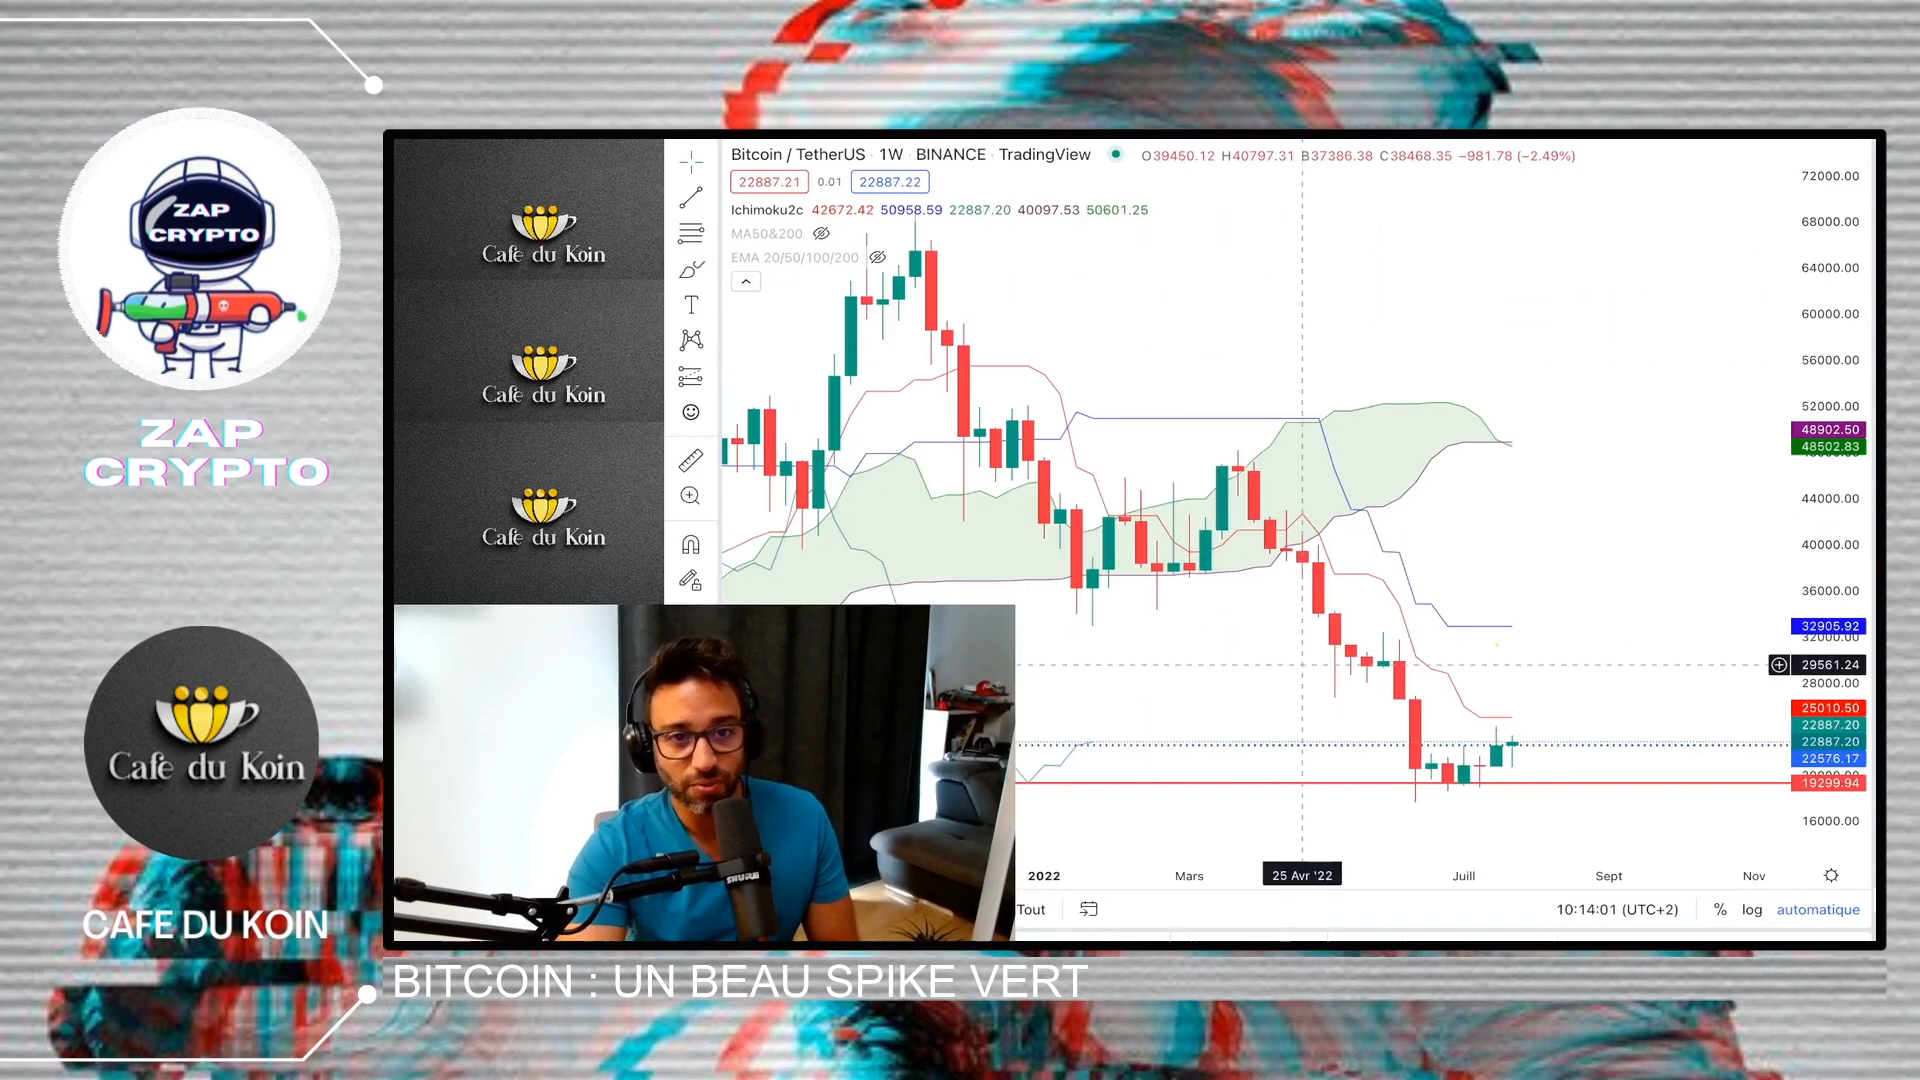 ZAP
CRYPTO
ZAP
CRYPTO
Cafe du Koin
CAFE DU KOIN
Cafe du Koin
Cafe du Koin
Cafe du Koin
Bitcoin / TetherUS · 1W · BINANCE · TradingView O39450.12 H40797.31 B37386.38 C38468.35 −981.78 (−2.49%)
22887.21 0.01 22887.22
Ichimoku2c 42672.42 50958.59 22887.20 40097.53 50601.25
MA50&200
EMA 20/50/100/200
72000.00
68000.00
64000.00
60000.00
56000.00
52000.00
48902.50
48502.83
44000.00
40000.00
36000.00
32905.92
32000.00
29561.24
28000.00
25010.50
22887.20
22887.20
22576.17
19299.94
16000.00
2022 Mars 25 Avr '22 Juill Sept Nov
Tout 10:14:01 (UTC+2) % log automatique
SHURE
BITCOIN : UN BEAU SPIKE VERT